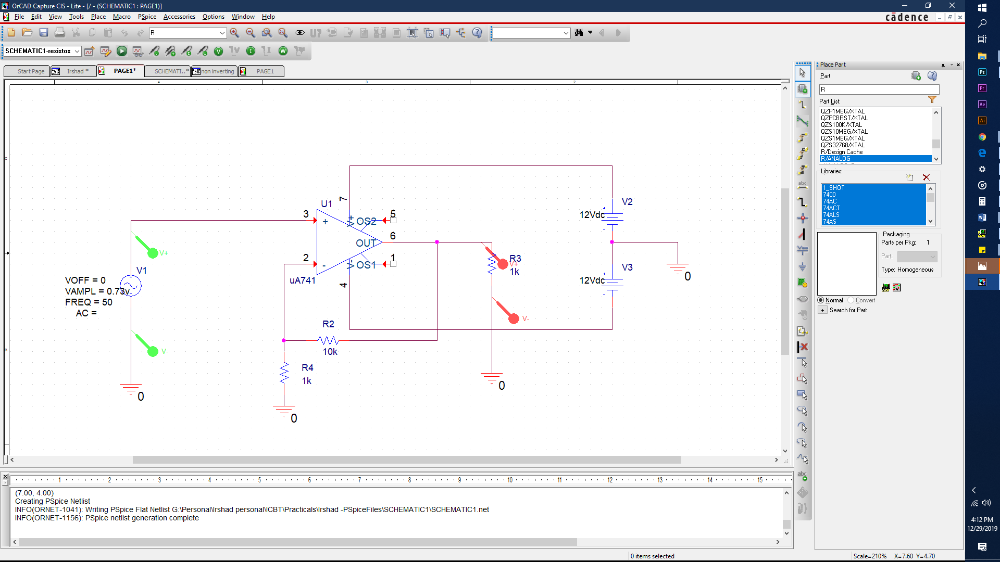 OrCAD Capture CIS - Lite - [/ - (SCHEMATIC1 : PAGE1)]
File Edit View Tools Place Macro PSpice Accessories Options Window Help
cādence
R
SCHEMATIC1-resistos
Start Page
Irshad *
PAGE1*
SCHEMATI..*
non inverting
PAGE1
4 3 2
C
B
U1
7
3
+
V+
OS2
5
OUT
6
2
-
V-
OS1
1
uA741
4
V1
VOFF = 0
VAMPL = 0.73v
FREQ = 50
AC =
V+
V-
0
R2
10k
R4
1k
0
R3
1k
V+
V-
0
V2
12Vdc
+
-
V3
12Vdc
+
-
0
Place Part
Part
R
Part List:
QZP1MEG/XTAL
QZPCBRST/XTAL
QZS100K/XTAL
QZS10MEG/XTAL
QZS1MEG/XTAL
QZS32768/XTAL
R/Design Cache
R/ANALOG
Libraries:
1_SHOT
7400
74AC
74ACT
74ALS
74AS
Packaging
Parts per Pkg: 1
Part:
Type: Homogeneous
Normal Convert
+ Search for Part
1 2 3 4 5 6 7 8 9 10 11 12 13 14 15
(7.00, 4.00)
Creating PSpice Netlist
INFO(ORNET-1041): Writing PSpice Flat Netlist G:\Personal\Irshad personal\ICBT\Practicals\Irshad -PSpiceFiles\SCHEMATIC1\SCHEMATIC1.net
INFO(ORNET-1156): PSpice netlist generation complete
0 items selected
Scale=210% X=7.60 Y=4.70
Ps
Pr
Ae
Ai
4:12 PM
12/29/2019